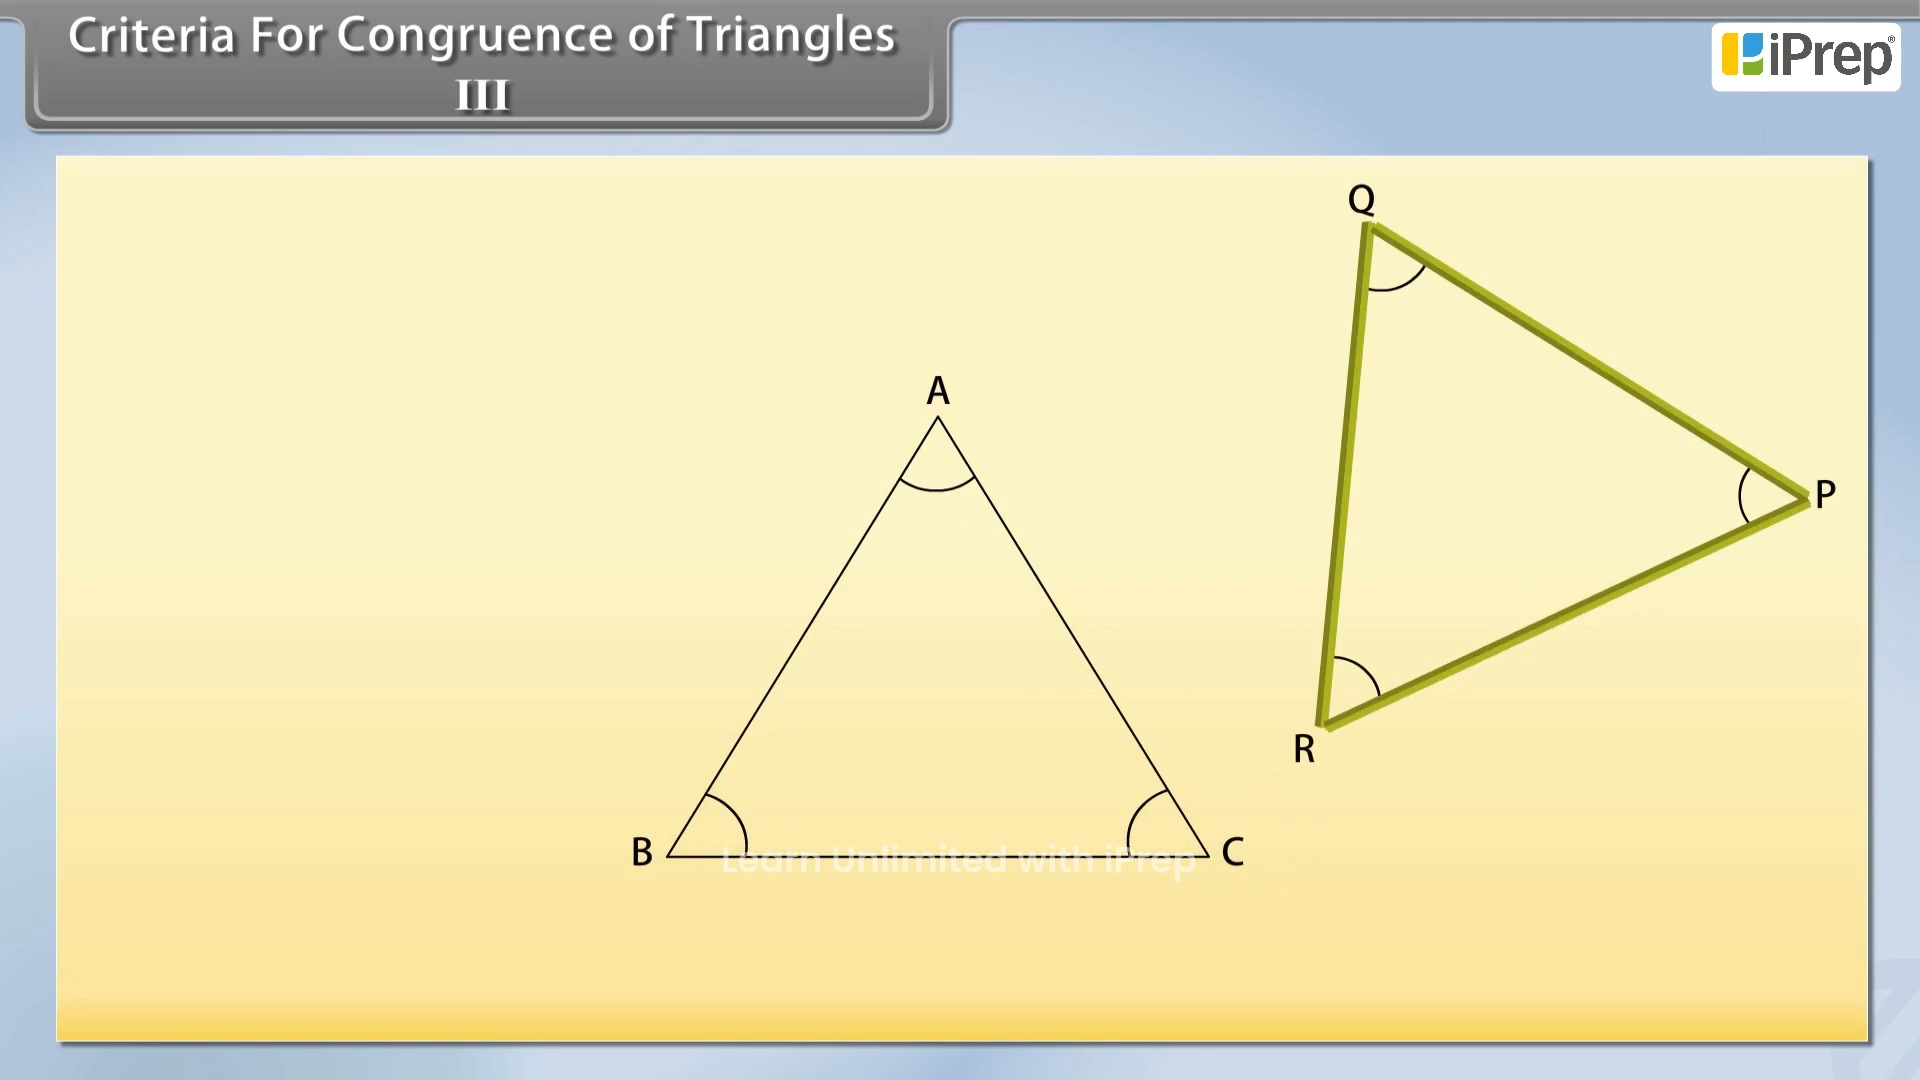 Criteria For Congruence of Triangles
III
iPrep®
Q
A
P
R
B
C
Learn Unlimited with iPrep